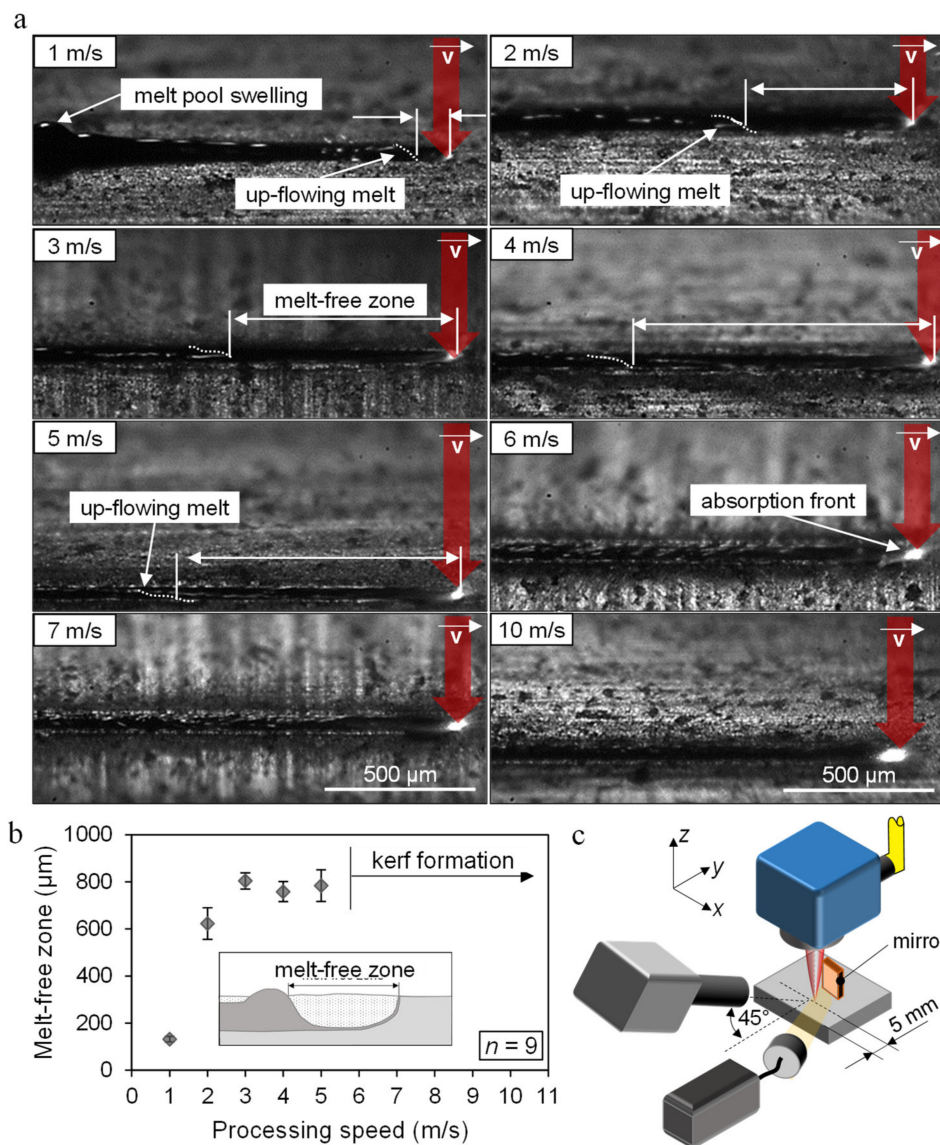 a
1 m/s
v
melt pool swelling
up-flowing melt
2 m/s
v
up-flowing melt
3 m/s
v
melt-free zone
4 m/s
v
5 m/s
v
up-flowing melt
6 m/s
v
absorption front
7 m/s
v
500 µm
10 m/s
v
500 µm
b
Melt-free zone (µm)
1000
800
600
400
200
0
kerf formation
melt-free zone
n = 9
0 1 2 3 4 5 6 7 8 9 10 11
Processing speed (m/s)
c
z
y
x
mirro
45°
5 mm